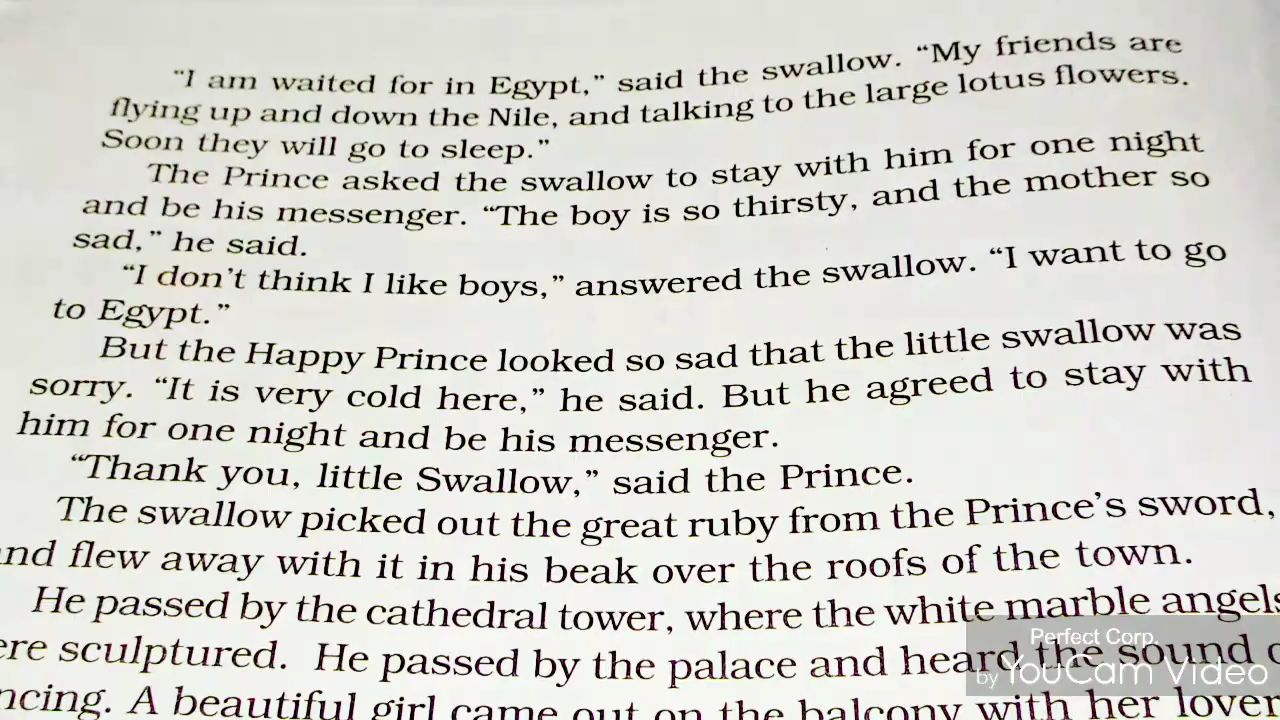 "I am waited for in Egypt," said the swallow. "My friends are
flying up and down the Nile, and talking to the large lotus flowers.
Soon they will go to sleep."
The Prince asked the swallow to stay with him for one night
and be his messenger. "The boy is so thirsty, and the mother so
sad," he said.
"I don't think I like boys," answered the swallow. "I want to go
to Egypt."
But the Happy Prince looked so sad that the little swallow was
sorry. "It is very cold here," he said. But he agreed to stay with
him for one night and be his messenger.
"Thank you, little Swallow," said the Prince.
The swallow picked out the great ruby from the Prince's sword,
nd flew away with it in his beak over the roofs of the town.
He passed by the cathedral tower, where the white marble angels
ere sculptured. He passed by the palace and heard the sound o
ncing. A beautiful girl came out on the balcony with her lover
Perfect Corp.
by YouCam Video